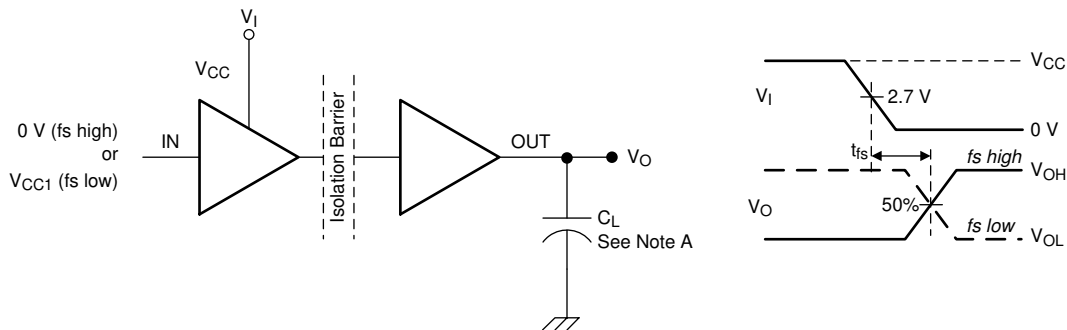 V_I
V_CC
Isolation Barrier
0 V (fs high)
or
V_CC1 (fs low)
IN
OUT
V_O
C_L
See Note A
V_I
V_CC
2.7 V
0 V
t_fs
fs high
V_OH
V_O
50%
fs low
V_OL